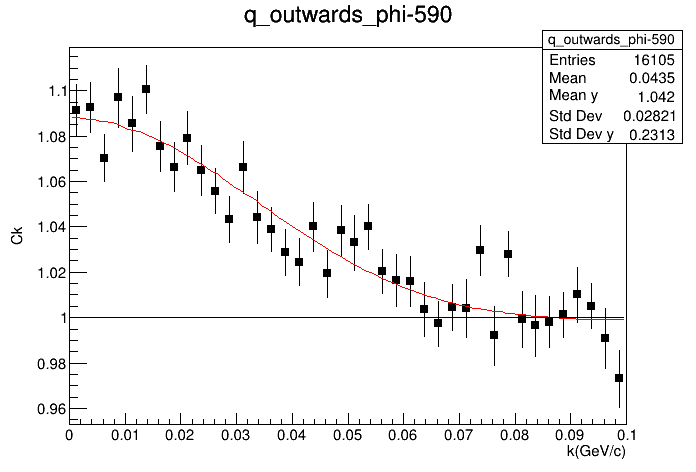 q_outwards_phi-590
q_outwards_phi-590
Entries 16105
Mean 0.0435
Mean y 1.042
Std Dev 0.02821
Std Dev y 0.2313
Ck
1.1
1.08
1.06
1.04
1.02
1
0.98
0.96
0 0.01 0.02 0.03 0.04 0.05 0.06 0.07 0.08 0.09 0.1
k(GeV/c)